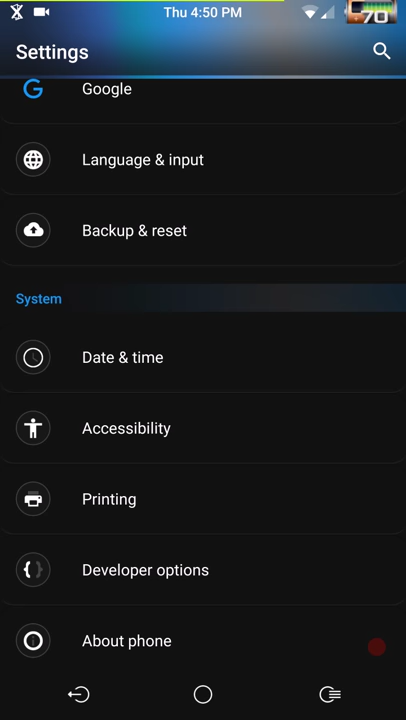 Thu 4:50 PM
70
Settings
G
Google
Language & input
Backup & reset
System
Date & time
Accessibility
Printing
Developer options
About phone